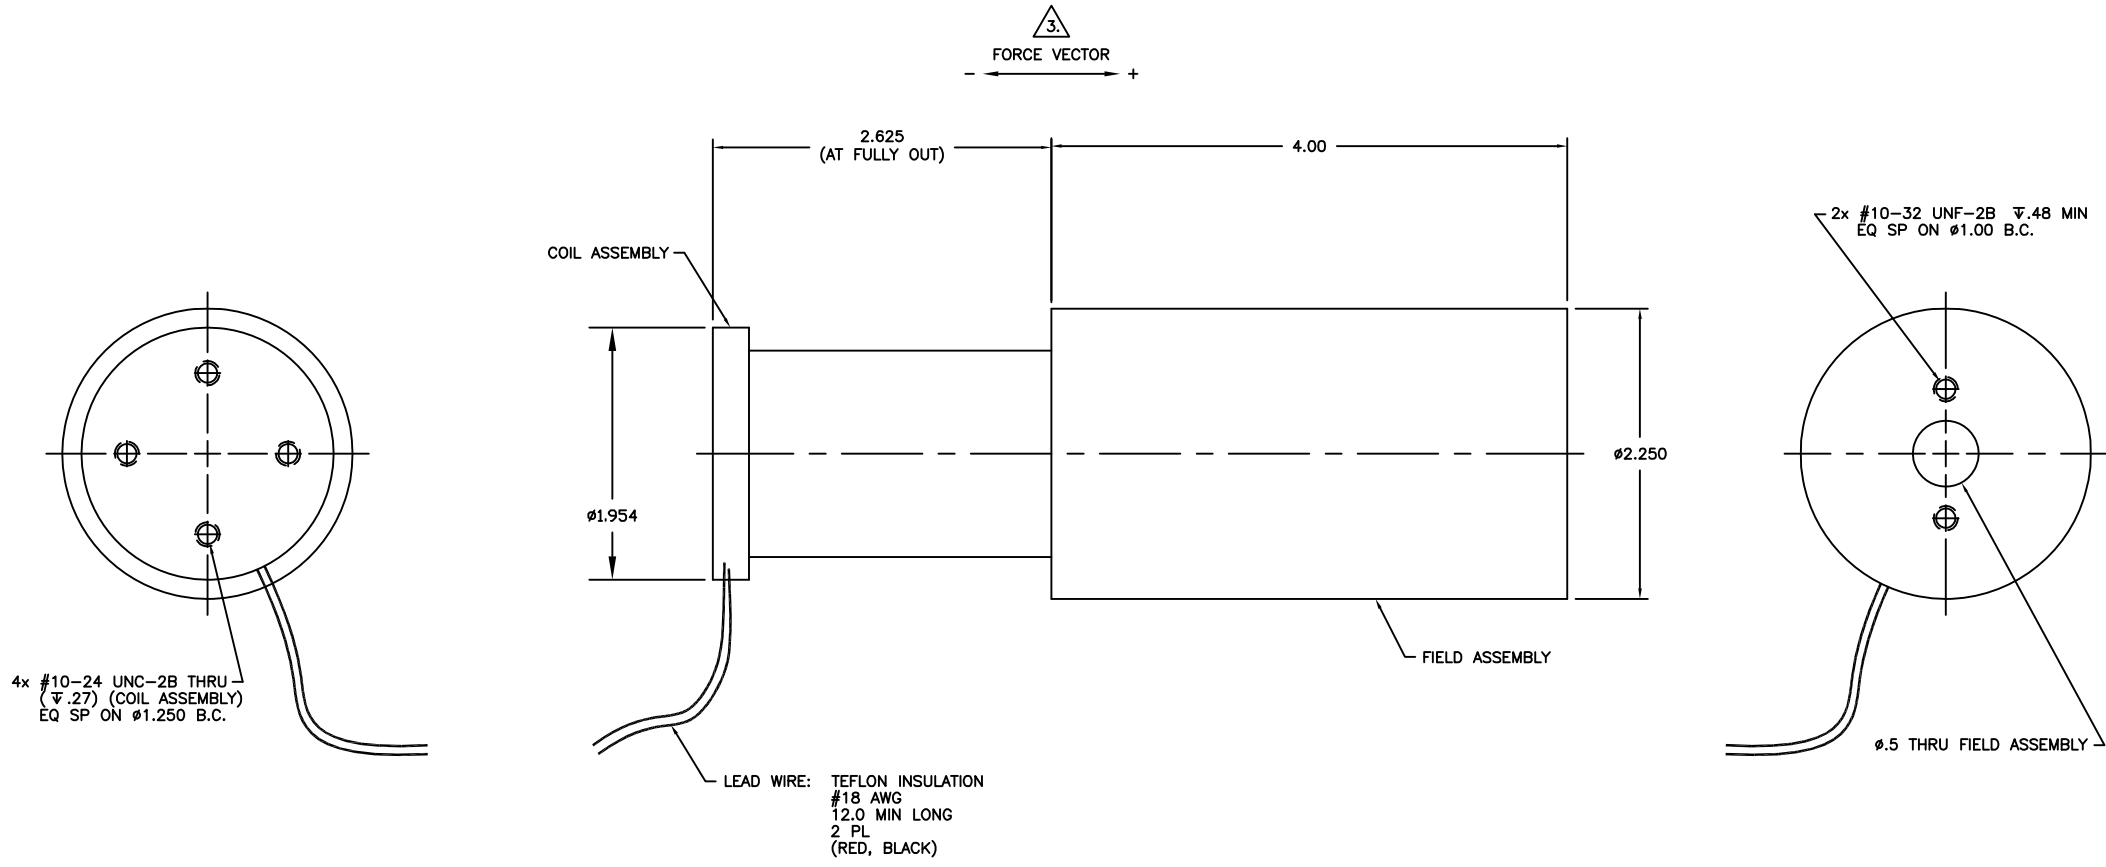 3.
FORCE VECTOR
- +
2.625
(AT FULLY OUT)
4.00
2x #10-32 UNF-2B ↧.48 MIN
EQ SP ON ø1.00 B.C.
COIL ASSEMBLY
ø2.250
ø1.954
FIELD ASSEMBLY
4x #10-24 UNC-2B THRU
(↧.27) (COIL ASSEMBLY)
EQ SP ON ø1.250 B.C.
ø.5 THRU FIELD ASSEMBLY
LEAD WIRE: TEFLON INSULATION
#18 AWG
12.0 MIN LONG
2 PL
(RED, BLACK)